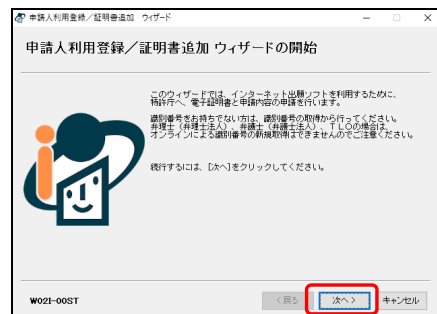 申請人利用登録／証明書追加 ウィザード
申請人利用登録／証明書追加 ウィザードの開始
このウィザードでは、インターネット出願ソフトを利用するために、
特許庁へ、電子証明書と申請内容の申請を行います。
識別番号をお持ちでない方は、識別番号の取得から行ってください。
弁理士（弁理士法人）、弁護士（弁護士法人）、ＴＬＯの場合は、
オンラインによる識別番号の新規取得はできませんのでご注意ください。
続行するには、［次へ］をクリックしてください。
W02I-00ST
＜戻る
次へ＞
キャンセル